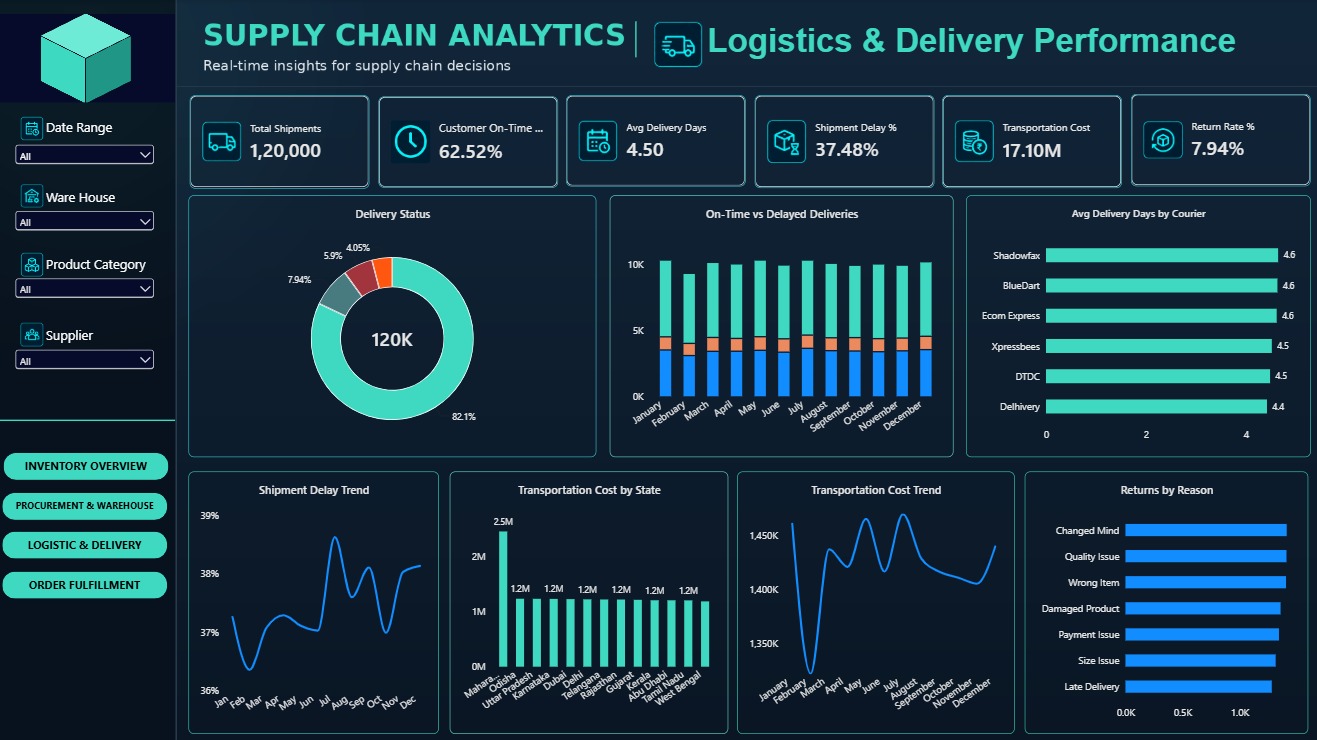 SUPPLY CHAIN ANALYTICS
Real-time insights for supply chain decisions
Logistics & Delivery Performance
Date Range
All
Ware House
All
Product Category
All
Supplier
All
INVENTORY OVERVIEW
PROCUREMENT & WAREHOUSE
LOGISTIC & DELIVERY
ORDER FULFILLMENT
Total Shipments
1,20,000
Customer On-Time ...
62.52%
Avg Delivery Days
4.50
Shipment Delay %
37.48%
Transportation Cost
17.10M
Return Rate %
7.94%
Delivery Status
4.05%
5.9%
7.94%
120K
82.1%
On-Time vs Delayed Deliveries
10K
5K
0K
January
February
March
April
May
June
July
August
September
October
November
December
Avg Delivery Days by Courier
Shadowfax 4.6
BlueDart 4.6
Ecom Express 4.6
Xpressbees 4.5
DTDC 4.5
Delhivery 4.4
0 2 4
Shipment Delay Trend
39%
38%
37%
36%
Jan
Feb
Mar
Apr
May
Jun
Jul
Aug
Sep
Oct
Nov
Dec
Transportation Cost by State
2.5M
2M
1.2M 1.2M 1.2M 1.2M 1.2M 1.2M
1M
0M
Mahara...
Odisha
Uttar Pradesh
Karnataka
Dubai
Delhi
Telangana
Rajasthan
Gujarat
Kerala
Abu Dhabi
Tamil Nadu
West Bengal
Transportation Cost Trend
1,450K
1,400K
1,350K
January
February
March
April
May
June
July
August
September
October
November
December
Returns by Reason
Changed Mind
Quality Issue
Wrong Item
Damaged Product
Payment Issue
Size Issue
Late Delivery
0.0K 0.5K 1.0K